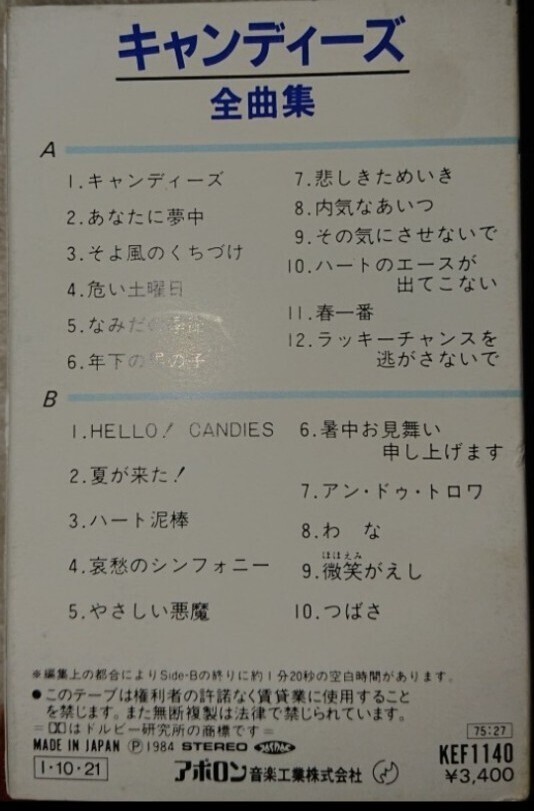 キャンディーズ
全曲集
A
1.キャンディーズ
2.あなたに夢中
3.そよ風のくちづけ
4.危い土曜日
5.なみだの季節
6.年下の男の子
7.悲しきためいき
8.内気なあいつ
9.その気にさせないで
10.ハートのエースが
出てこない
11.春一番
12.ラッキーチャンスを
逃がさないで
B
1.HELLO! CANDIES
2.夏が来た!
3.ハート泥棒
4.哀愁のシンフォニー
5.やさしい悪魔
6.暑中お見舞い
申し上げます
7.アン・ドゥ・トロワ
8.わ な
ほほえみ
9.微笑がえし
10.つばさ
※編集上の都合によりSide-Bの終りに約1分20秒の空白時間があります。
●このテープは権利者の許諾なく賃貸業に使用すること
を禁じます。また無断複製は法律で禁じられています。
=はドルビー研究所の商標です=
75:27
MADE IN JAPAN Ⓟ1984 STEREO
KEF1140
1・10・21
アポロン音楽工業株式会社
¥3,400